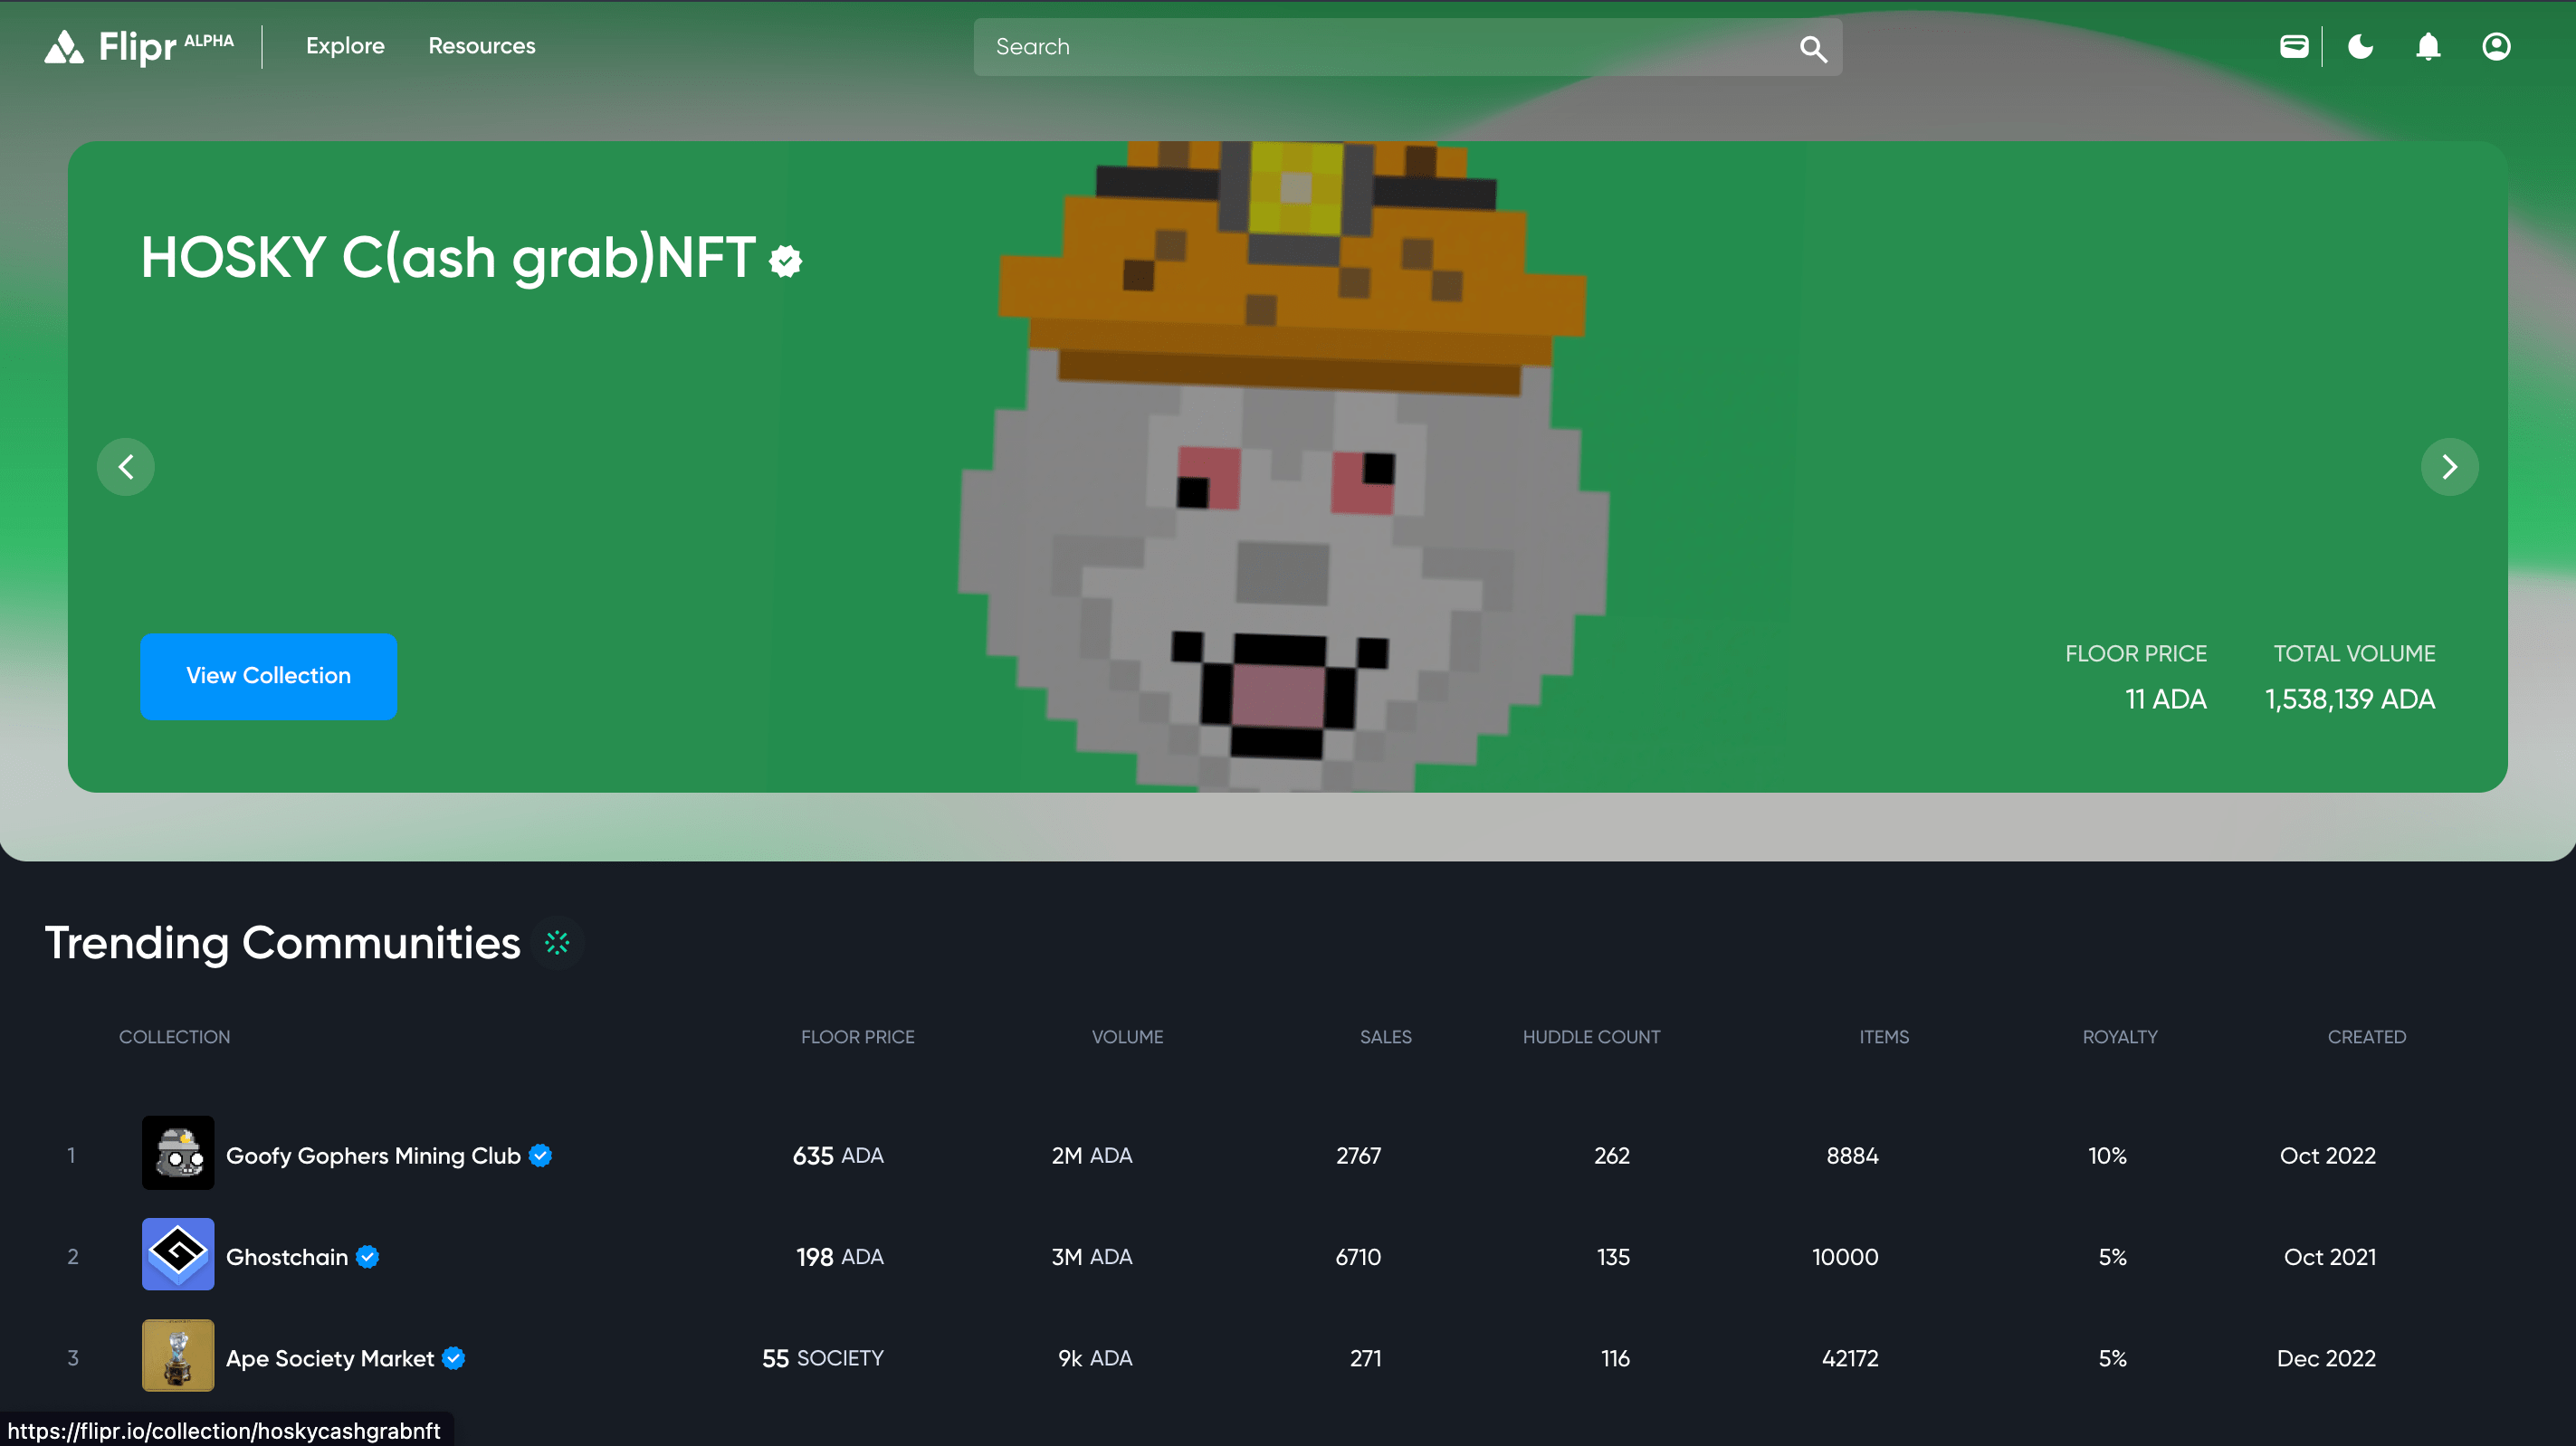 Flipr ALPHA
Explore
Resources
Search
HOSKY C(ash grab)NFT
View Collection
FLOOR PRICE
TOTAL VOLUME
11 ADA
1,538,139 ADA
Trending Communities
COLLECTION FLOOR PRICE VOLUME SALES HUDDLE COUNT ITEMS ROYALTY CREATED
1 Goofy Gophers Mining Club 635 ADA 2M ADA 2767 262 8884 10% Oct 2022
2 Ghostchain 198 ADA 3M ADA 6710 135 10000 5% Oct 2021
3 Ape Society Market 55 SOCIETY 9k ADA 271 116 42172 5% Dec 2022
https://flipr.io/collection/hoskycashgrabnft